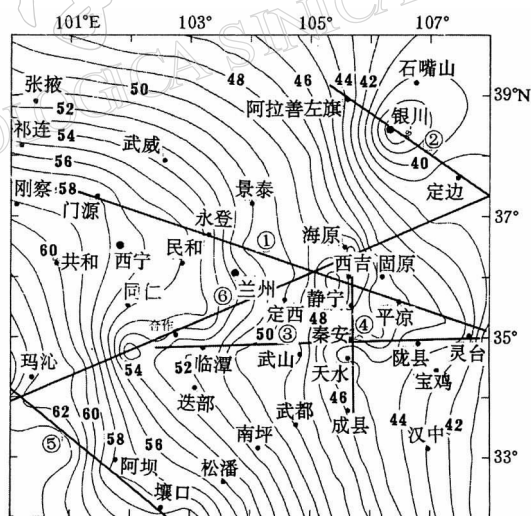 OLOGICA SINICA
101°E 103° 105° 107°
张掖 50 48 46 44 42 石嘴山
52 阿拉善左旗 39°N
祁连 54 武威 银川 ②
56 40
刚察 58 门源 景泰 定边
永登 海原 37°
60 共和 西宁 民和 ① 西吉 固原
⑥ 兰州 静宁
同仁 定西 48 平凉
合作 50 ③ 秦安 ④ 35°
玛沁 54 52 临潭 武山 天水 陇县 灵台
迭部 46 宝鸡
62 60 武都 成县 44 42
⑤ 58 56 南坪 汉中
阿坝 松潘 33°
壤口